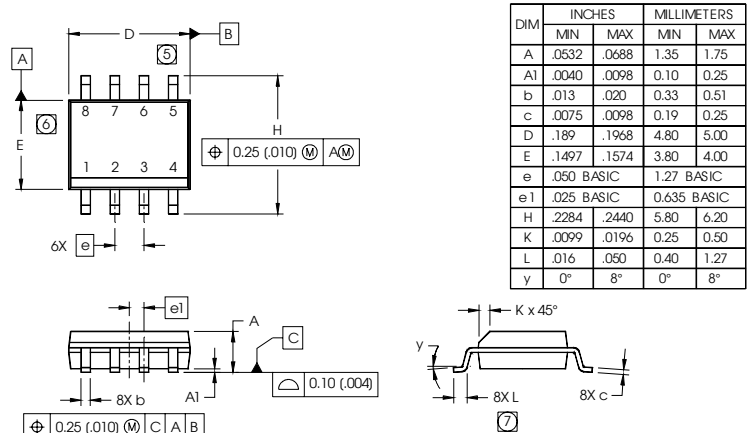 D
B
5
A
8 7 6 5
6
E
H
⌖ 0.25 (.010) Ⓜ AⓂ
1 2 3 4
6X e
DIM INCHES MILLIMETERS
MIN MAX MIN MAX
A .0532 .0688 1.35 1.75
A1 .0040 .0098 0.10 0.25
b .013 .020 0.33 0.51
c .0075 .0098 0.19 0.25
D .189 .1968 4.80 5.00
E .1497 .1574 3.80 4.00
e .050 BASIC 1.27 BASIC
e1 .025 BASIC 0.635 BASIC
H .2284 .2440 5.80 6.20
K .0099 .0196 0.25 0.50
L .016 .050 0.40 1.27
y 0° 8° 0° 8°
e1
A
C
A1
8X b
0.10 (.004)
⌖ 0.25 (.010) Ⓜ C A B
K x 45°
y
8X L
8X c
7